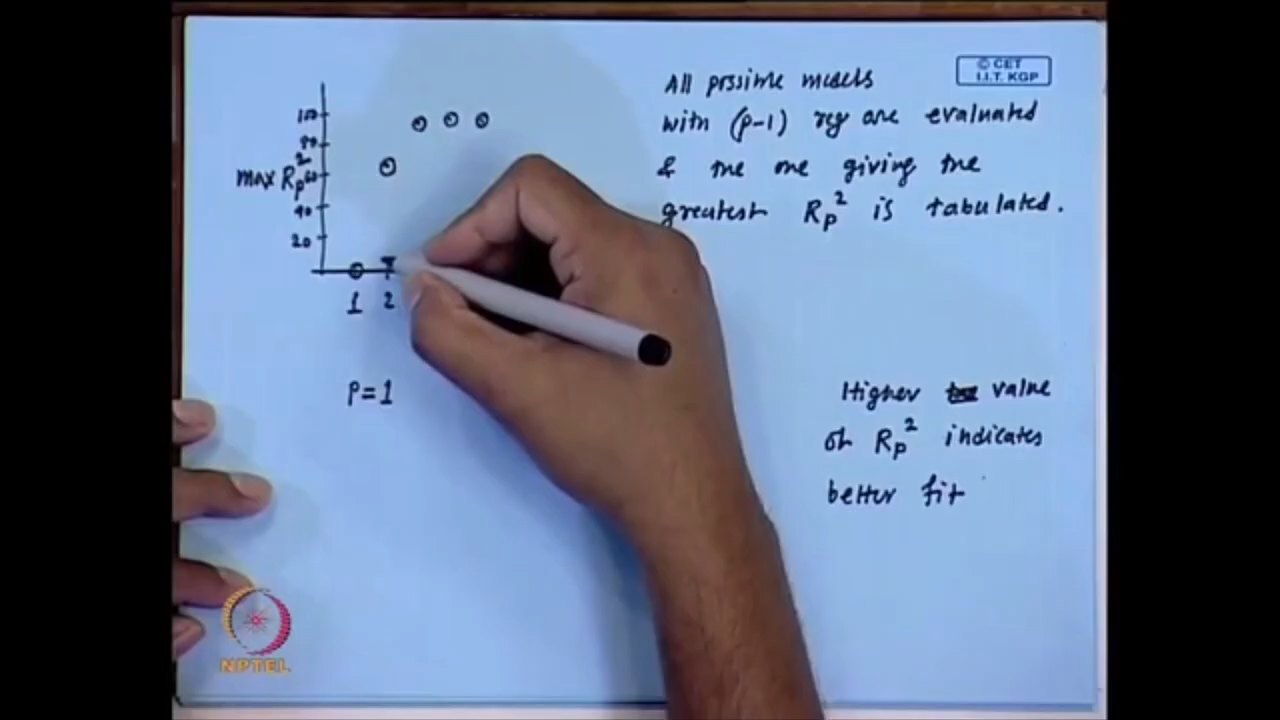 © CET
I.I.T. KGP
All possible models
with (p-1) reg are evaluated
& the one giving the
greatest Rp² is tabulated.
100
80
max Rp²
60
40
20
1 2
P=1
Higher value
of Rp² indicates
better fit
NPTEL